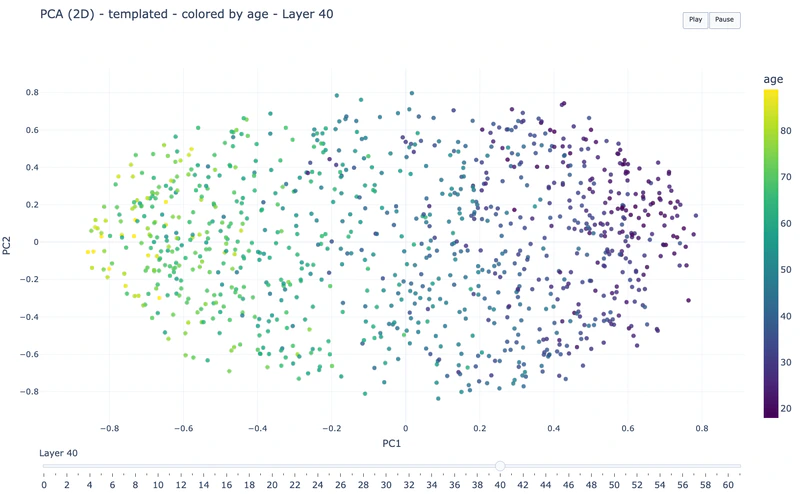 PCA (2D) - templated - colored by age - Layer 40
Play Pause
age
0.8
0.6
0.4
0.2
0
−0.2
−0.4
−0.6
−0.8
PC2
80
70
60
50
40
30
20
−0.8 −0.6 −0.4 −0.2 0 0.2 0.4 0.6 0.8
PC1
Layer 40
0 2 4 6 8 10 12 14 16 18 20 22 24 26 28 30 32 34 36 38 40 42 44 46 48 50 52 54 56 58 60